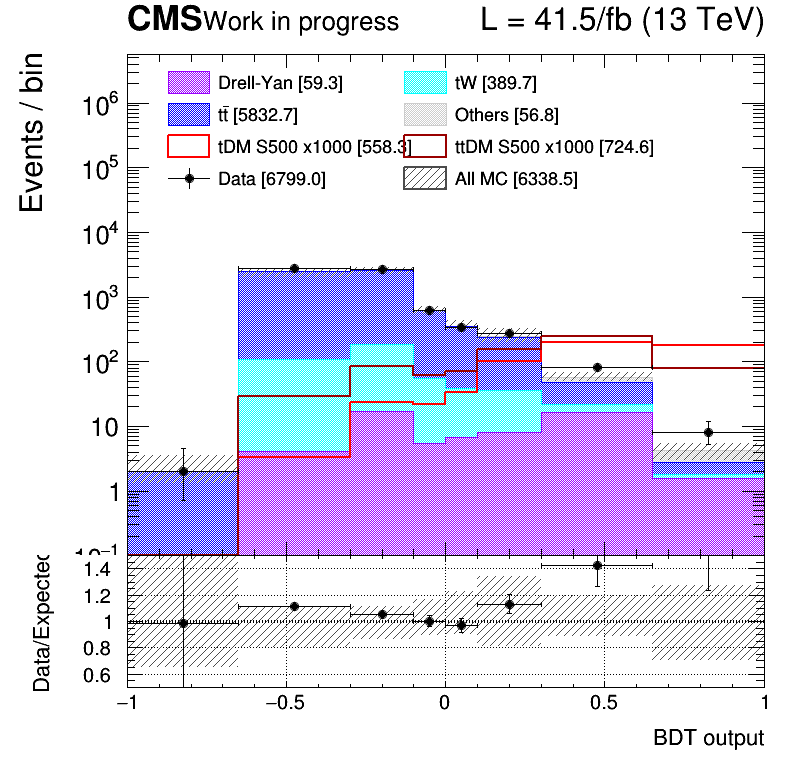 CMS Work in progress L = 41.5/fb (13 TeV)
Events / bin
Drell-Yan [59.3] tW [389.7]
tt̄ [5832.7] Others [56.8]
tDM S500 x1000 [558.3] ttDM S500 x1000 [724.6]
Data [6799.0] All MC [6338.5]
10⁶
10⁵
10⁴
10³
10²
10
1
10⁻¹
Data/Expected
1.4
1.2
1
0.8
0.6
−1 −0.5 0 0.5 1
BDT output